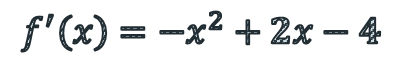 f′(x) = −x² + 2x − 4